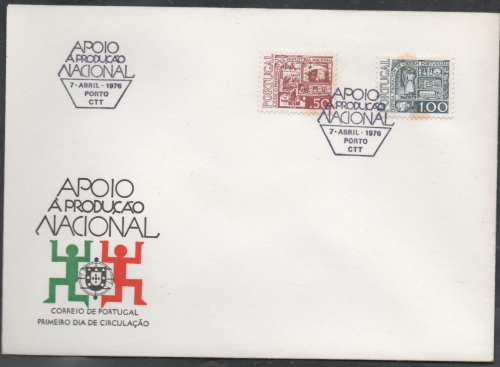 APOIO
À PRODUÇÃO
NACIONAL
7 - ABRIL - 1976
PORTO
CTT
PORTUGAL
.50
PORTUGAL
1.00
APOIO
À PRODUÇÃO
NACIONAL
7 - ABRIL - 1976
PORTO
CTT
APOIO
À PRODUÇÃO
NACIONAL
CORREIO DE PORTUGAL
PRIMEIRO DIA DE CIRCULAÇÃO